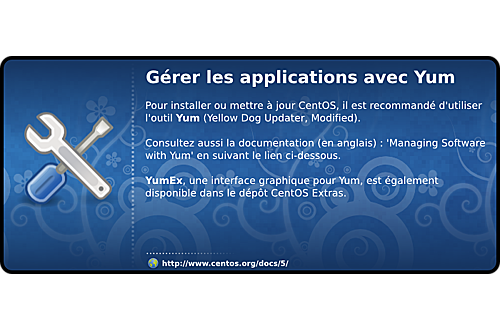 Gérer les applications avec Yum
Pour installer ou mettre à jour CentOS, il est recommandé d'utiliser
l'outil Yum (Yellow Dog Updater, Modified).
Consultez aussi la documentation (en anglais) : 'Managing Software
with Yum' en suivant le lien ci-dessous.
YumEx, une interface graphique pour Yum, est également
disponible dans le dépôt CentOS Extras.
http://www.centos.org/docs/5/